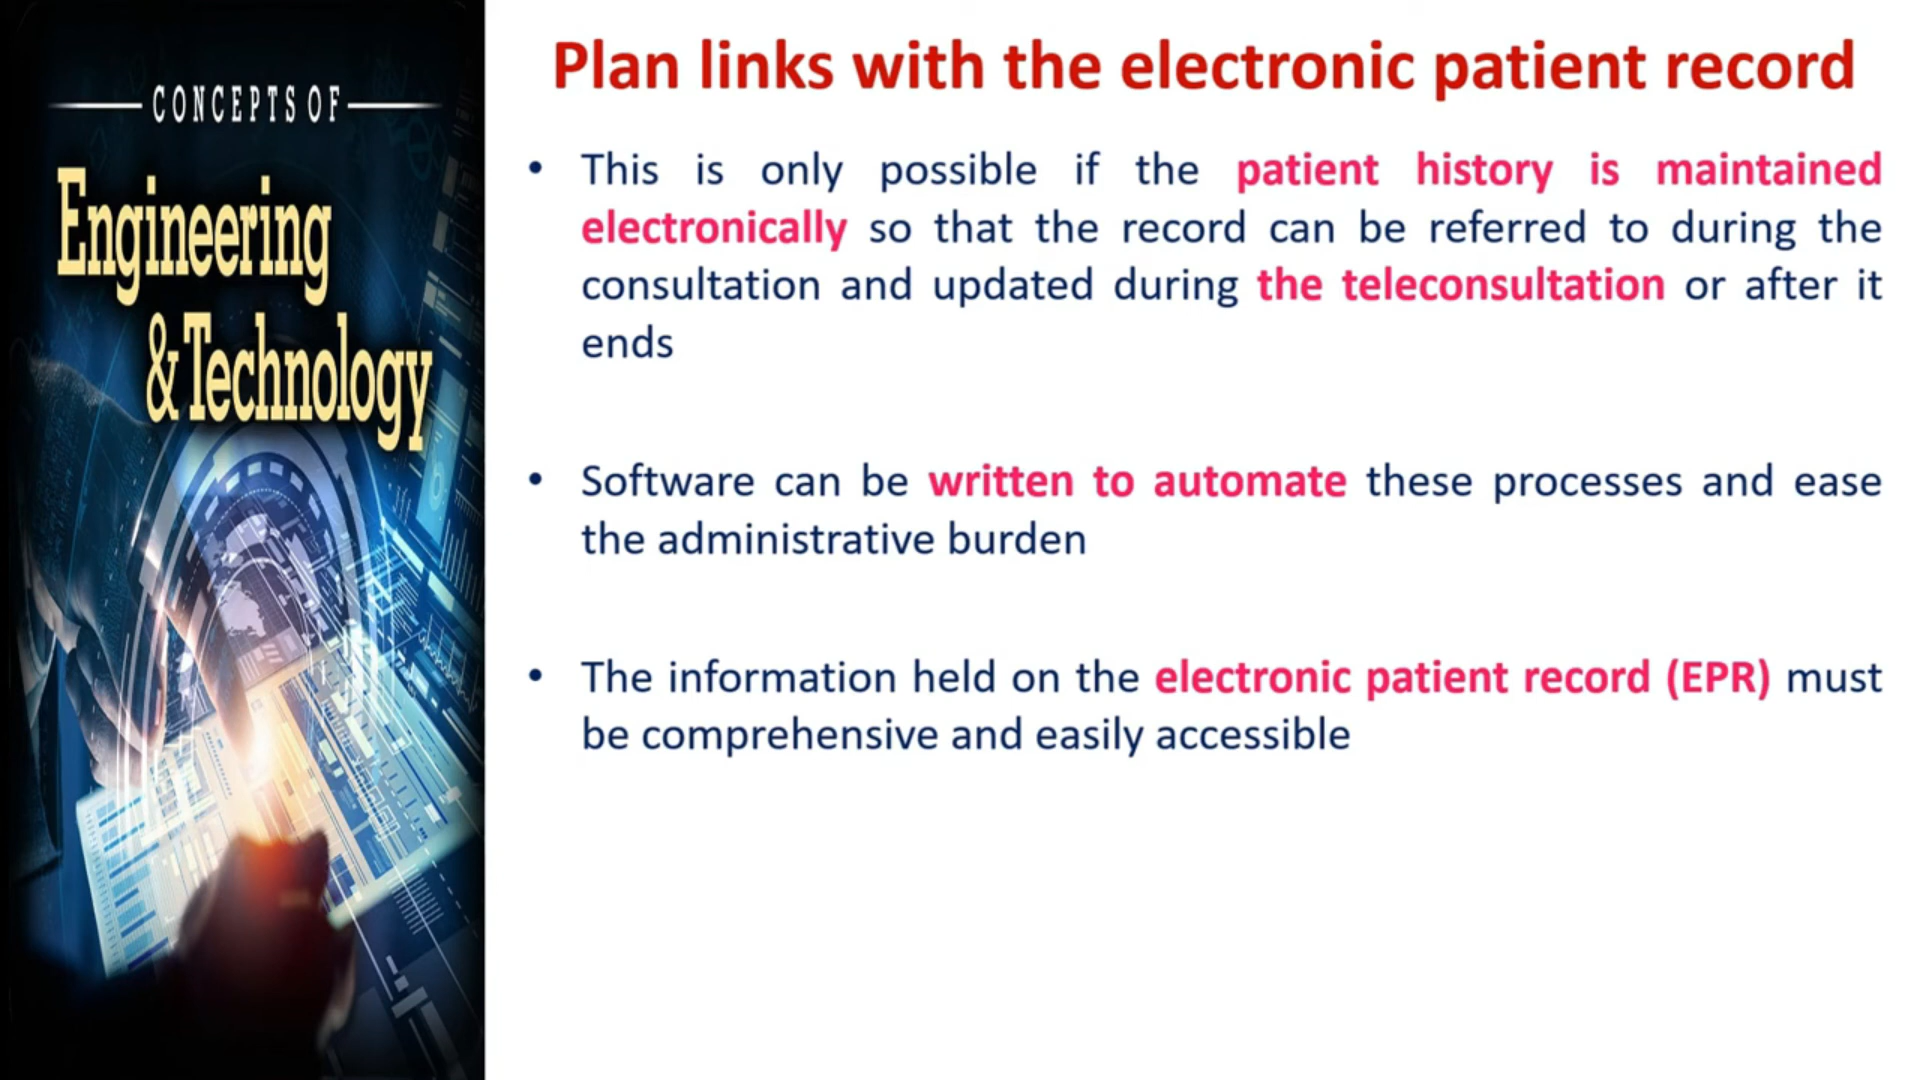 CONCEPTS OF
Engineering
& Technology
Plan links with the electronic patient record
• This is only possible if the patient history is maintained
electronically so that the record can be referred to during the
consultation and updated during the teleconsultation or after it
ends
• Software can be written to automate these processes and ease
the administrative burden
• The information held on the electronic patient record (EPR) must
be comprehensive and easily accessible